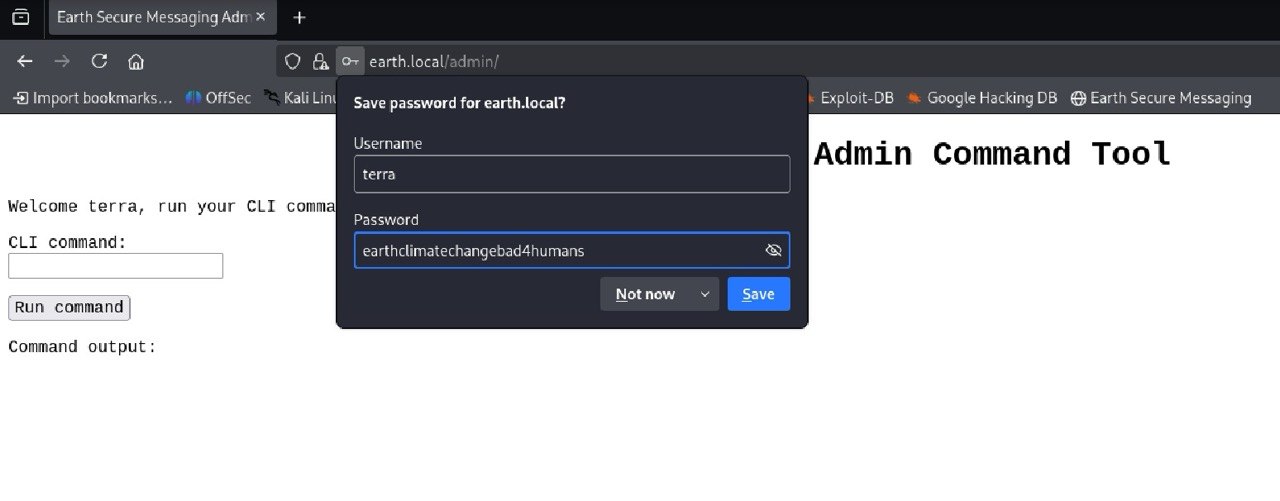 Earth Secure Messaging Adm
earth.local/admin/
Import bookmarks... OffSec Kali Linu Exploit-DB Google Hacking DB Earth Secure Messaging
Save password for earth.local?
Username
terra
Password
earthclimatechangebad4humans
Not now Save
Admin Command Tool
Welcome terra, run your CLI comma
CLI command:
Run command
Command output: